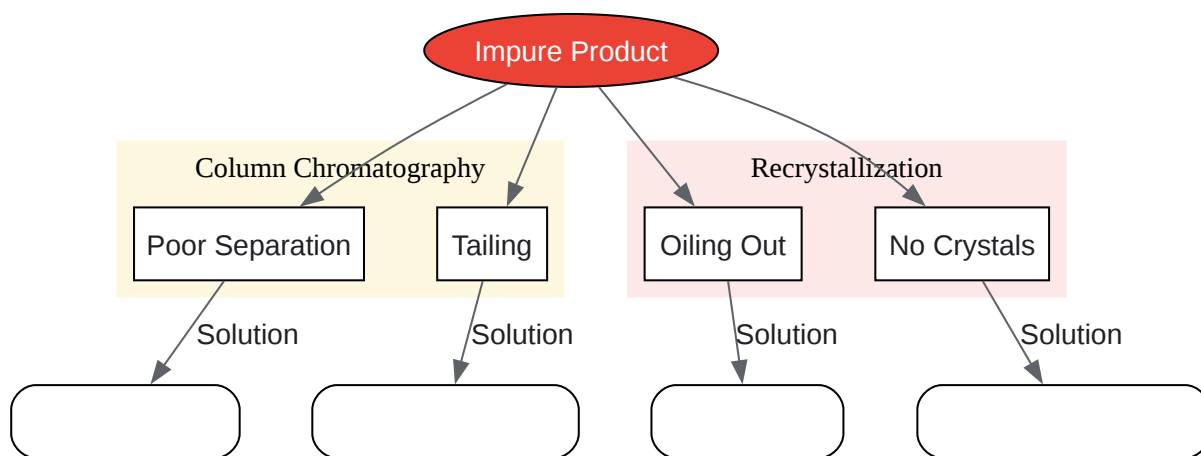 Impure Product
Column Chromatography
Recrystallization
Poor Separation
Tailing
Oiling Out
No Crystals
Solution
Solution
Solution
Solution